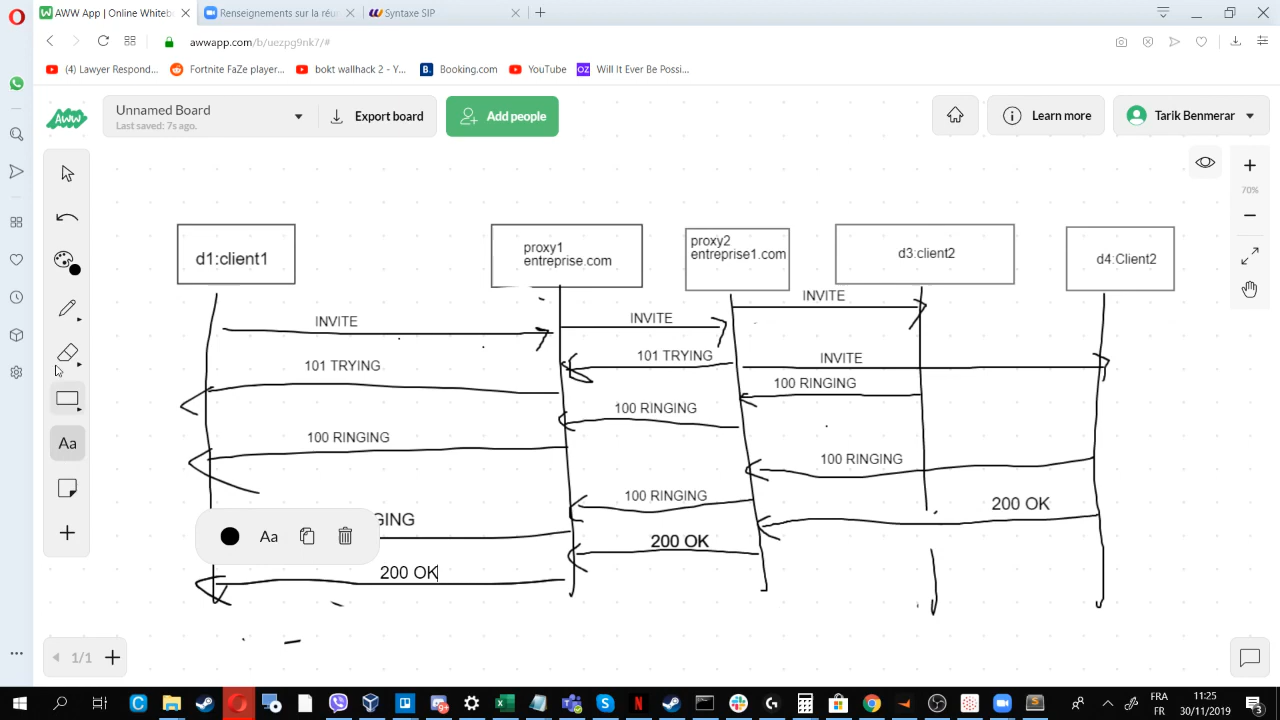 AWW App | Online Whiteb
Renseignements sur la réu
Syntaxe SIP
awwapp.com/b/uezpg9nk7/#
(4) Lawyer Respond...
Fortnite FaZe player...
bokt wallhack 2 - Y...
Booking.com
YouTube
Will It Ever Be Possi...
AWW
Unnamed Board
Last saved: 7s ago.
Export board
Add people
Learn more
Tarik Benmerar
70%
d1:client1
proxy1
entreprise.com
proxy2
entreprise1.com
d3:client2
d4:Client2
INVITE
INVITE
INVITE
101 TRYING
101 TRYING
INVITE
100 RINGING
100 RINGING
100 RINGING
100 RINGING
100 RINGING
200 OK
GING
200 OK
200 OK
Aa
Aa
1/1
FRA
FR
11:25
30/11/2019
3